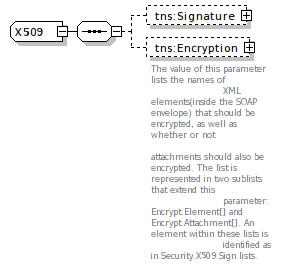 X509
tns:Signature
tns:Encryption
The value of this parameter
lists the names of
XML
elements(inside the SOAP
envelope) that should be
encrypted, as well as
whether or not
attachments should also be
encrypted. The list is
represented in two sublists
that extend this
parameter:
Encrypt.Element[] and
Encrypt.Attachment[]. An
element within these lists is
identified as
in Security.X509.Sign lists.